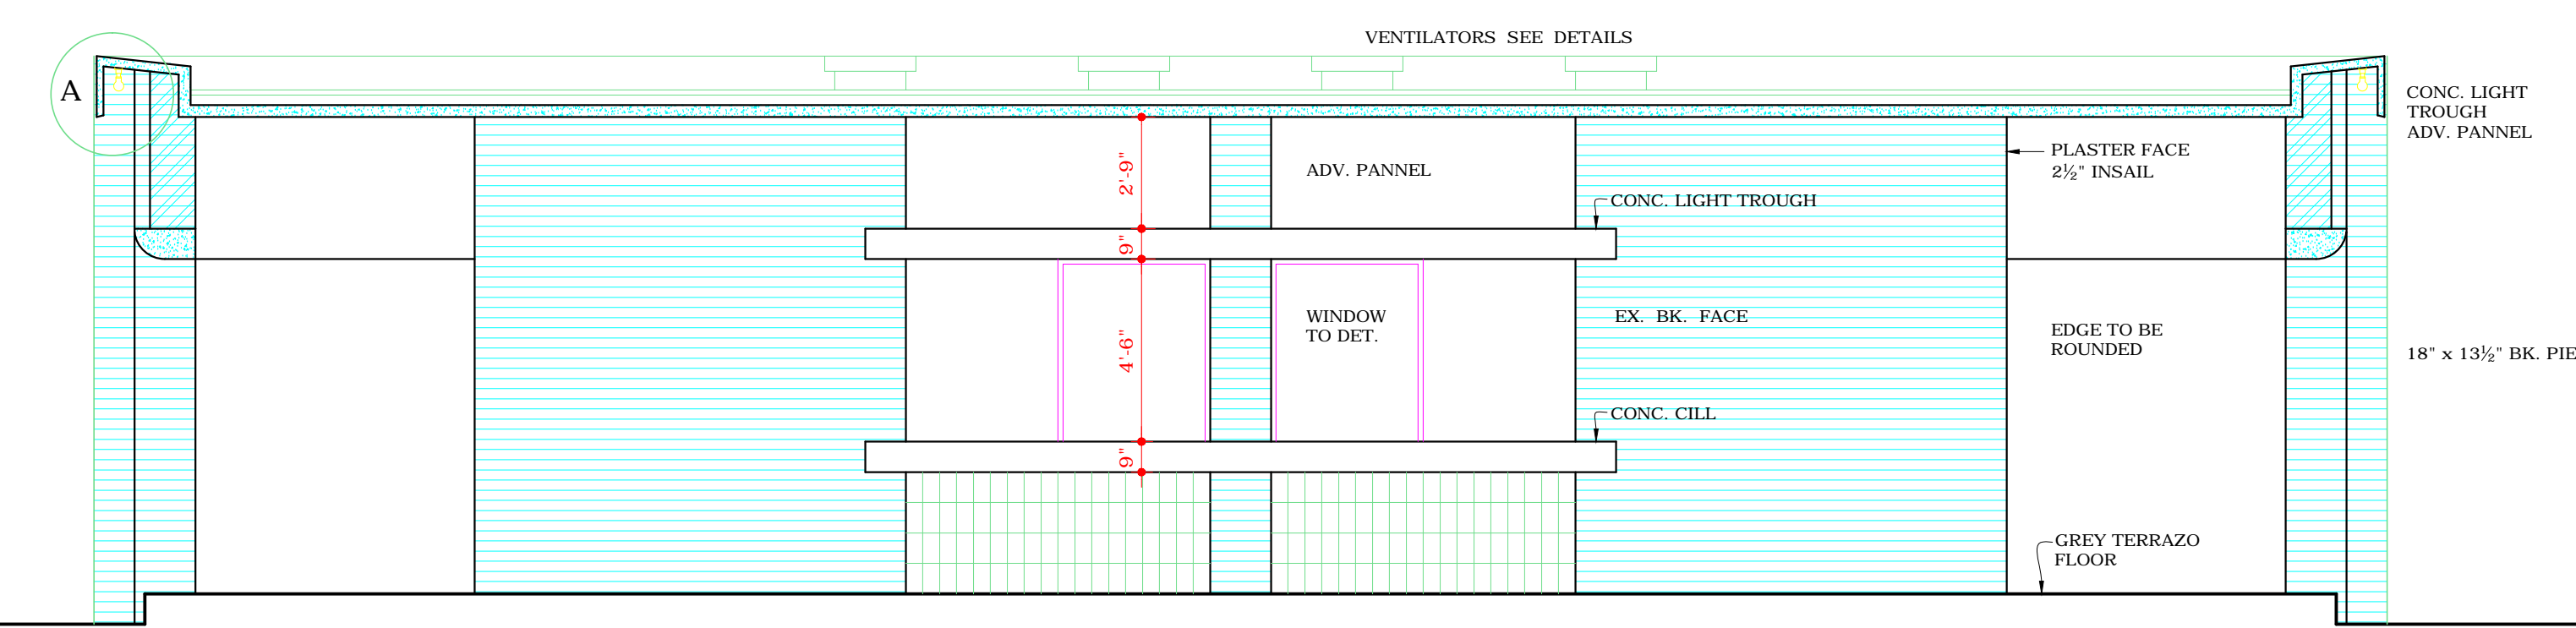 VENTILATORS SEE DETAILS
A
CONC. LIGHT
TROUGH
ADV. PANNEL
2'-9"
ADV. PANNEL
PLASTER FACE
2½" INSAIL
CONC. LIGHT TROUGH
9"
WINDOW
TO DET.
EX. BK. FACE
EDGE TO BE
ROUNDED
4'-6"
18" x 13½" BK. PIE
CONC. CILL
9"
GREY TERRAZO
FLOOR